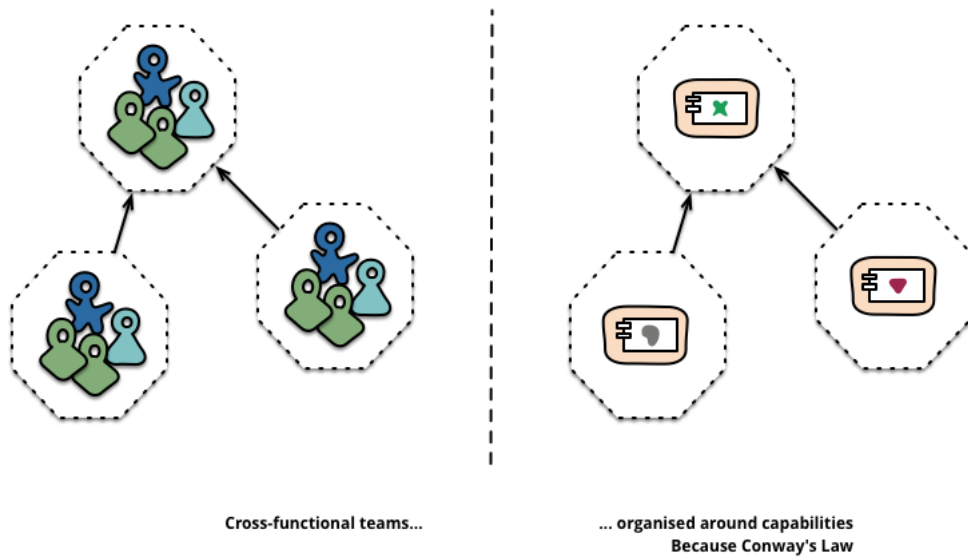 Cross-functional teams...
... organised around capabilities
Because Conway's Law